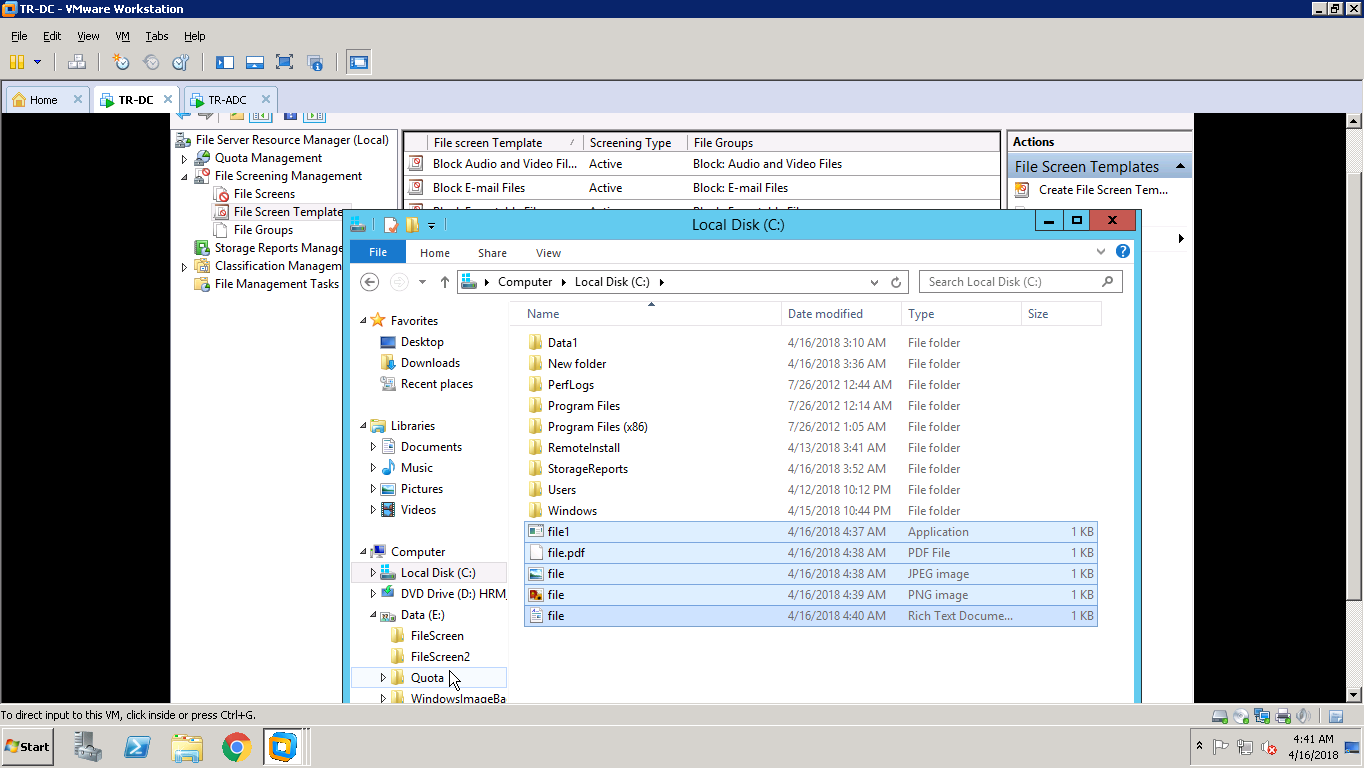 TR-DC - VMware Workstation
File Edit View VM Tabs Help
Home TR-DC TR-ADC
File Server Resource Manager (Local)
Quota Management
File Screening Management
File Screens
File Screen Template
File Groups
Storage Reports Manage
Classification Managem
File Management Tasks
File screen Template Screening Type File Groups
Block Audio and Video Fil... Active Block: Audio and Video Files
Block E-mail Files Active Block: E-mail Files
Actions
File Screen Templates
Create File Screen Tem...
Local Disk (C:)
File Home Share View
Computer Local Disk (C:)
Search Local Disk (C:)
Favorites
Desktop
Downloads
Recent places
Libraries
Documents
Music
Pictures
Videos
Computer
Local Disk (C:)
DVD Drive (D:) HRM_
Data (E:)
FileScreen
FileScreen2
Quota
WindowsImageBa
Name Date modified Type Size
Data1 4/16/2018 3:10 AM File folder
New folder 4/16/2018 3:36 AM File folder
PerfLogs 7/26/2012 12:44 AM File folder
Program Files 7/26/2012 12:14 AM File folder
Program Files (x86) 7/26/2012 1:05 AM File folder
RemoteInstall 4/13/2018 3:41 AM File folder
StorageReports 4/16/2018 3:52 AM File folder
Users 4/12/2018 10:12 PM File folder
Windows 4/15/2018 10:44 PM File folder
file1 4/16/2018 4:37 AM Application 1 KB
file.pdf 4/16/2018 4:38 AM PDF File 1 KB
file 4/16/2018 4:38 AM JPEG image 1 KB
file 4/16/2018 4:39 AM PNG image 1 KB
file 4/16/2018 4:40 AM Rich Text Docume... 1 KB
To direct input to this VM, click inside or press Ctrl+G.
Start
4:41 AM
4/16/2018